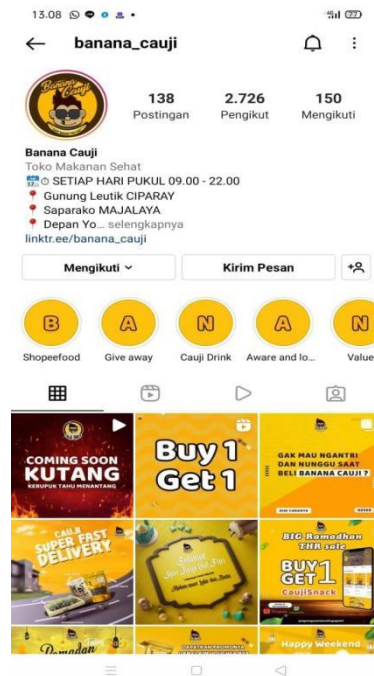 13.08
banana_cauji
138 2.726 150
Postingan Pengikut Mengikuti
Banana Cauji
Toko Makanan Sehat
SETIAP HARI PUKUL 09.00 - 22.00
Gunung Leutik CIPARAY
Saparako MAJALAYA
Depan Yo... selengkapnya
linktr.ee/banana_cauji
Mengikuti Kirim Pesan
B A N A N
Shopeefood Give away Cauji Drink Aware and lo... Value
COMING SOON
KUTANG
KERUPUK TAHU MENANTANG
Buy 1
Get 1
GAK MAU NGANTRI
DAN NUNGGU SAAT
BELI BANANA CAUJI ?
CAUJI
SUPER FAST
DELIVERY
Selamat
BIG Ramadhan
THR sale
BUY 1
GET 1
CaujiSnack
Happy Weekend